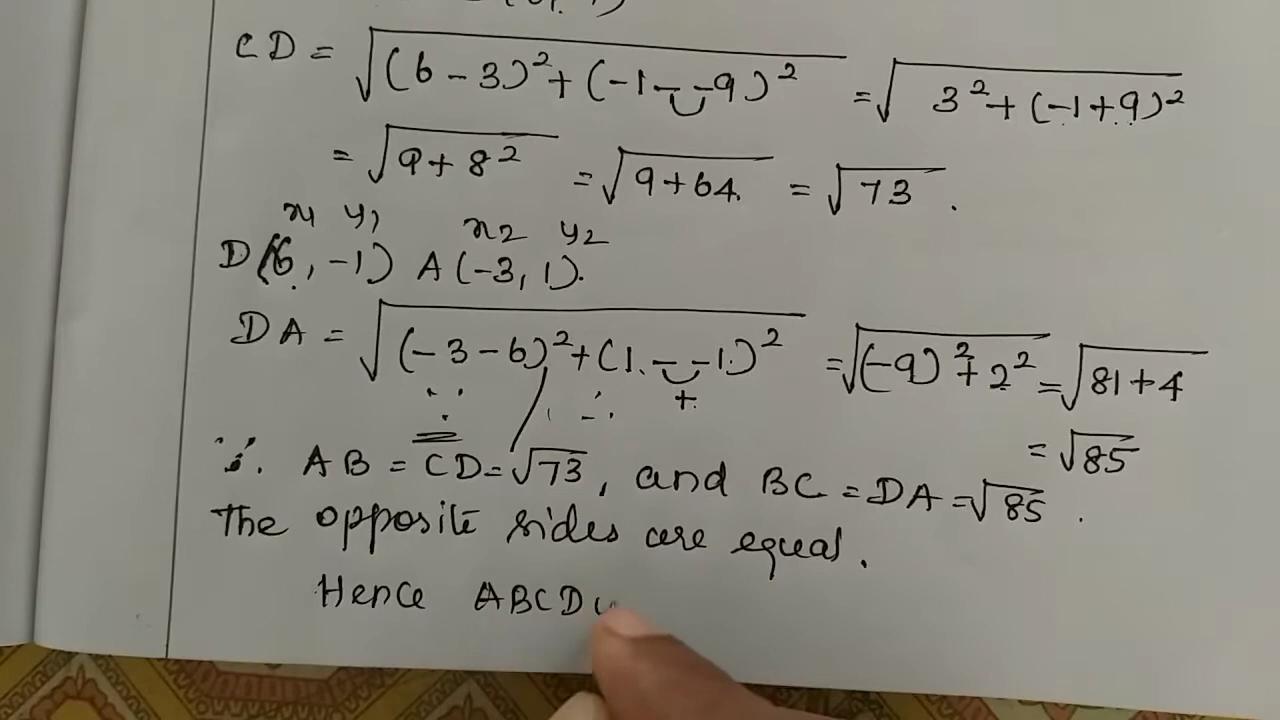 CD = √(6 - 3)² + (-1 - -9)² = √3² + (-1+9)²
= √9 + 8² = √9+64 = √73.
x1 y1 x2 y2
D(6, -1) A(-3, 1).
DA = √(-3 - 6)² + (1 - -1)² = √(-9)² + 2² = √81+4
+
= √85
∴ AB = CD = √73, and BC = DA = √85.
The opposite sides are equal.
Hence ABCD